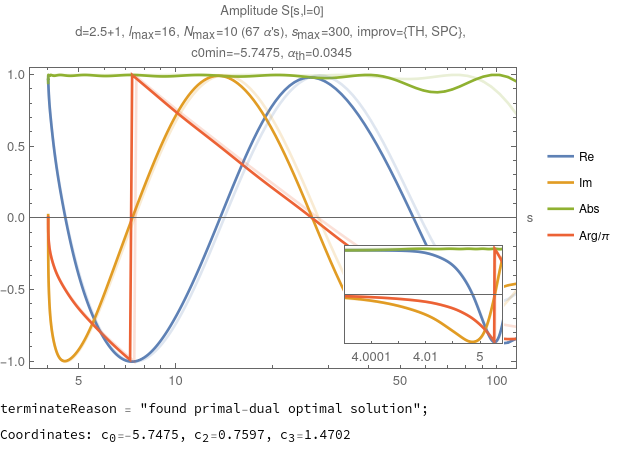 Amplitude S[s,l=0]
d=2.5+1, lmax=16, Nmax=10 (67 α's), smax=300, improv={TH, SPC},
c0min=-5.7475, αth=0.0345
1.0
0.5
0.0
-0.5
-1.0
5
10
50
100
s
Re
Im
Abs
Arg/π
4.0001
4.01
5
terminateReason = "found primal-dual optimal solution";
Coordinates: c0=-5.7475, c2=0.7597, c3=1.4702